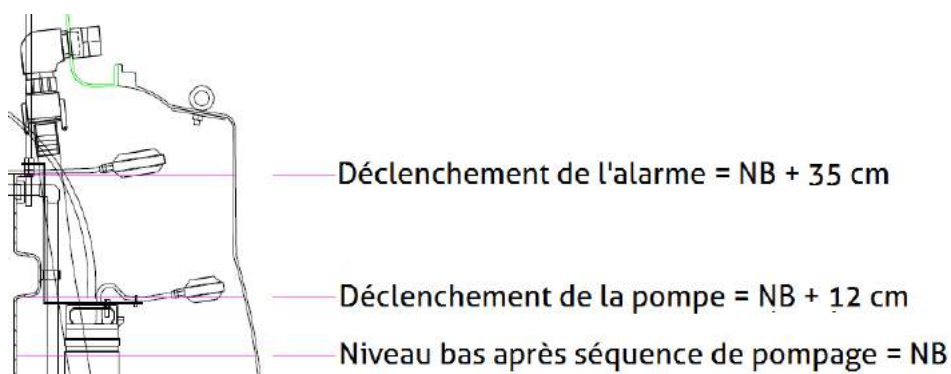 Déclenchement de l'alarme = NB + 35 cm
Déclenchement de la pompe = NB + 12 cm
Niveau bas après séquence de pompage = NB